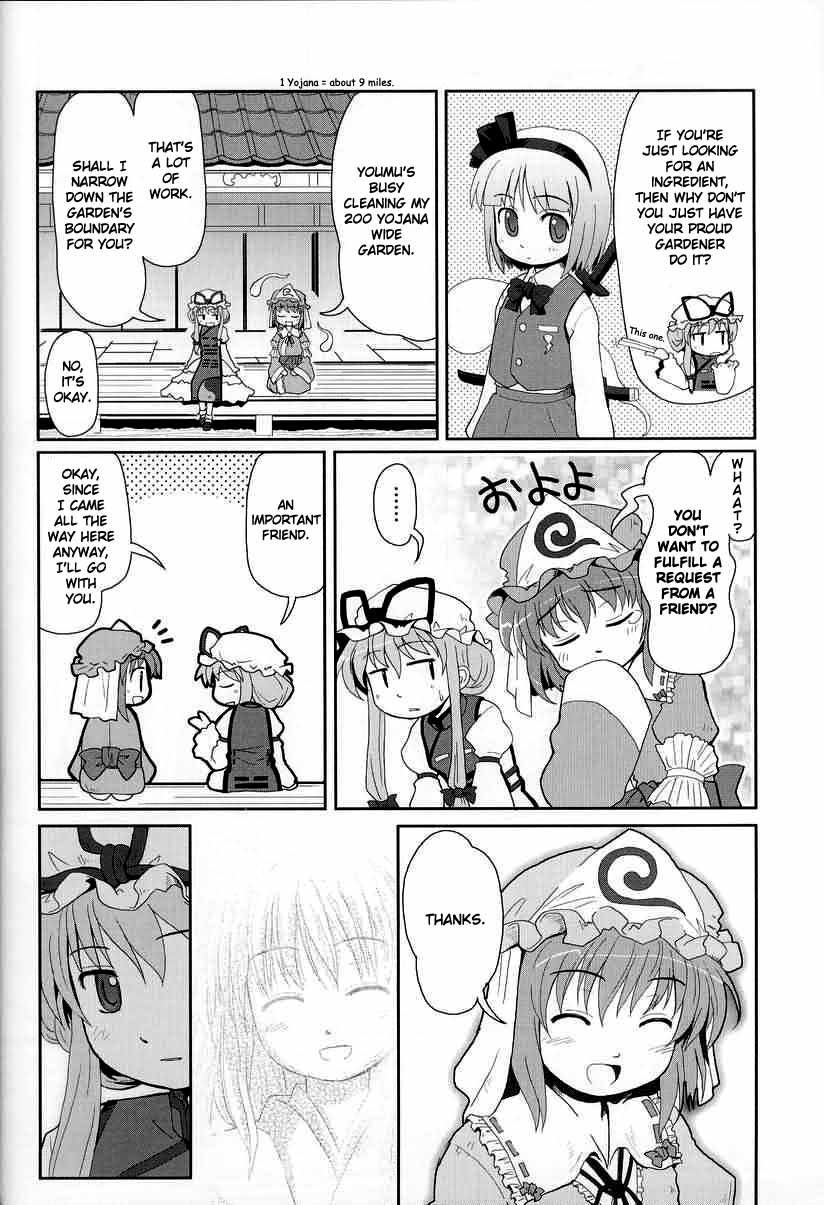 1 Yojana = about 9 miles.
IF YOU'RE
JUST LOOKING
FOR AN
INGREDIENT,
THEN WHY DON'T
YOU JUST HAVE
YOUR PROUD
GARDENER
DO IT?
This one.
YOUMU'S
BUSY
CLEANING MY
200 YOJANA
WIDE
GARDEN.
THAT'S
A LOT
OF
WORK.
SHALL I
NARROW
DOWN THE
GARDEN'S
BOUNDARY
FOR YOU?
NO,
IT'S
OKAY.
WHAAT?
YOU
DON'T
WANT TO
FULFILL A
REQUEST
FROM A
FRIEND?
およよ
......
AN
IMPORTANT
FRIEND.
OKAY,
SINCE
I CAME
ALL THE
WAY HERE
ANYWAY,
I'LL GO
WITH
YOU.
THANKS.